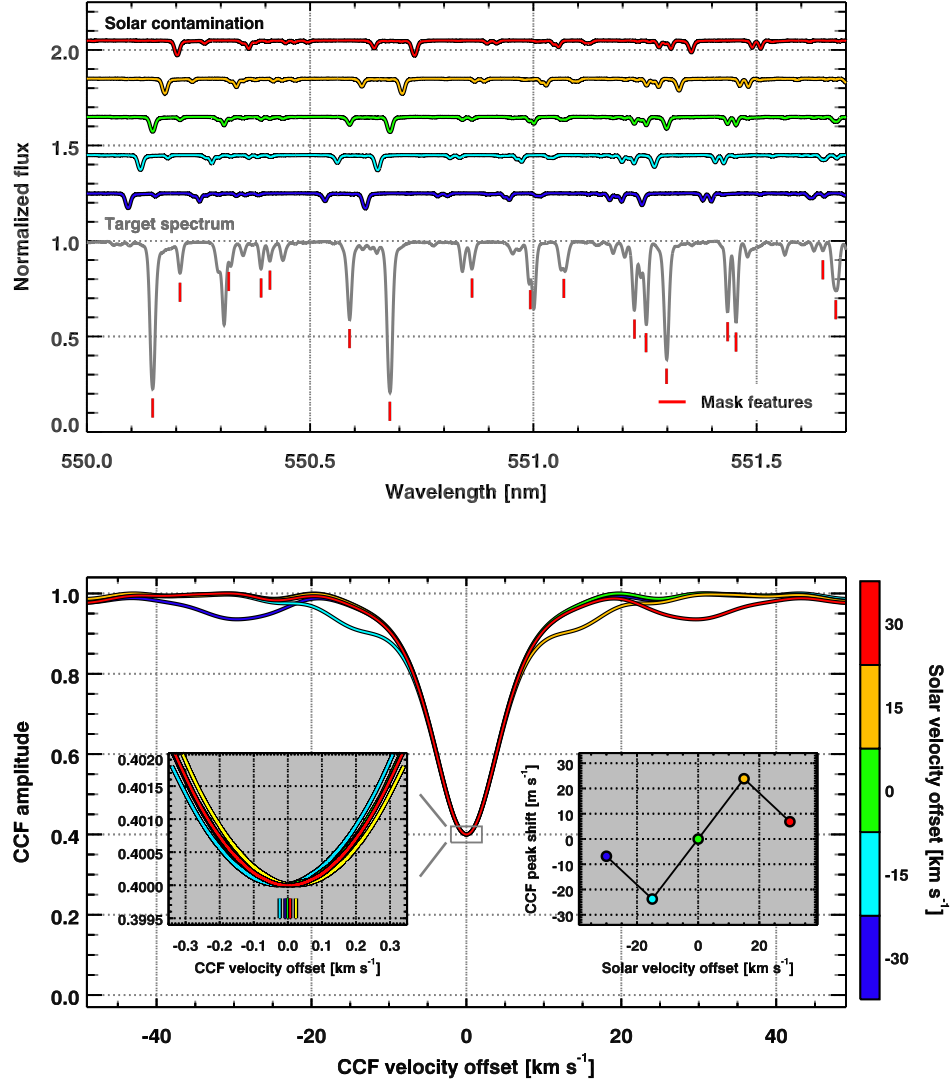 Solar contamination
Target spectrum
Mask features
Normalized flux
2.0
1.5
1.0
0.5
0.0
550.0 550.5 551.0 551.5
Wavelength [nm]
CCF amplitude
1.0
0.8
0.6
0.4
0.2
0.0
-40 -20 0 20 40
CCF velocity offset [km s-1]
0.4020
0.4015
0.4010
0.4005
0.4000
0.3995
-0.3 -0.2 -0.1 0.0 0.1 0.2 0.3
CCF velocity offset [km s-1]
CCF peak shift [m s-1]
30
20
10
0
-10
-20
-30
-20 0 20
Solar velocity offset [km s-1]
30
15
0
-15
-30
Solar velocity offset [km s-1]